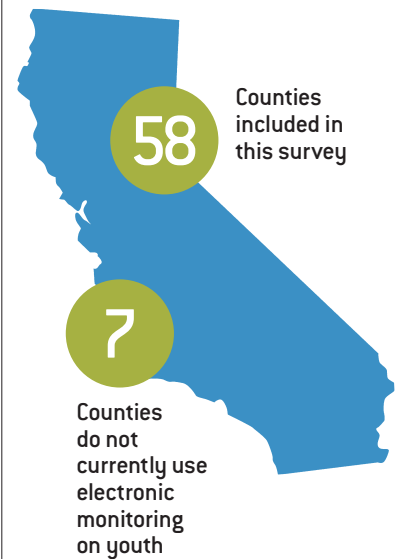 58
Counties
included in
this survey
7
Counties
do not
currently use
electronic
monitoring
on youth